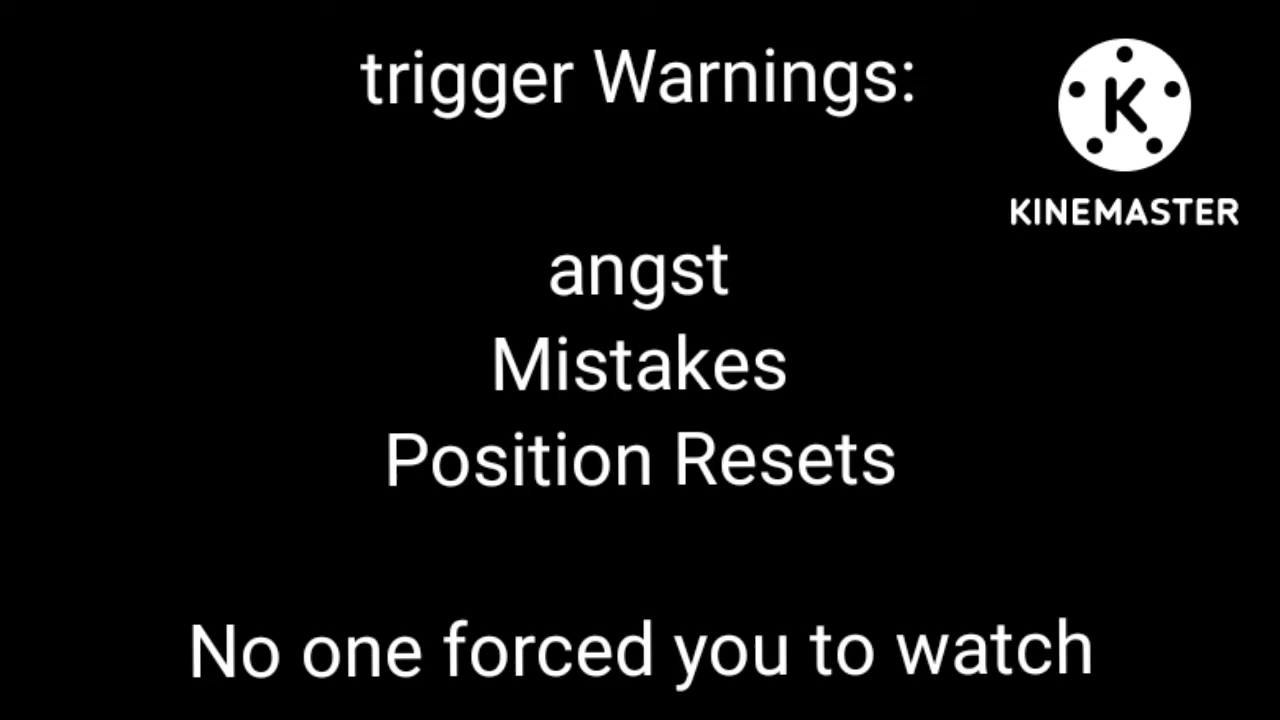 trigger Warnings:
K
KINEMASTER
angst
Mistakes
Position Resets
No one forced you to watch